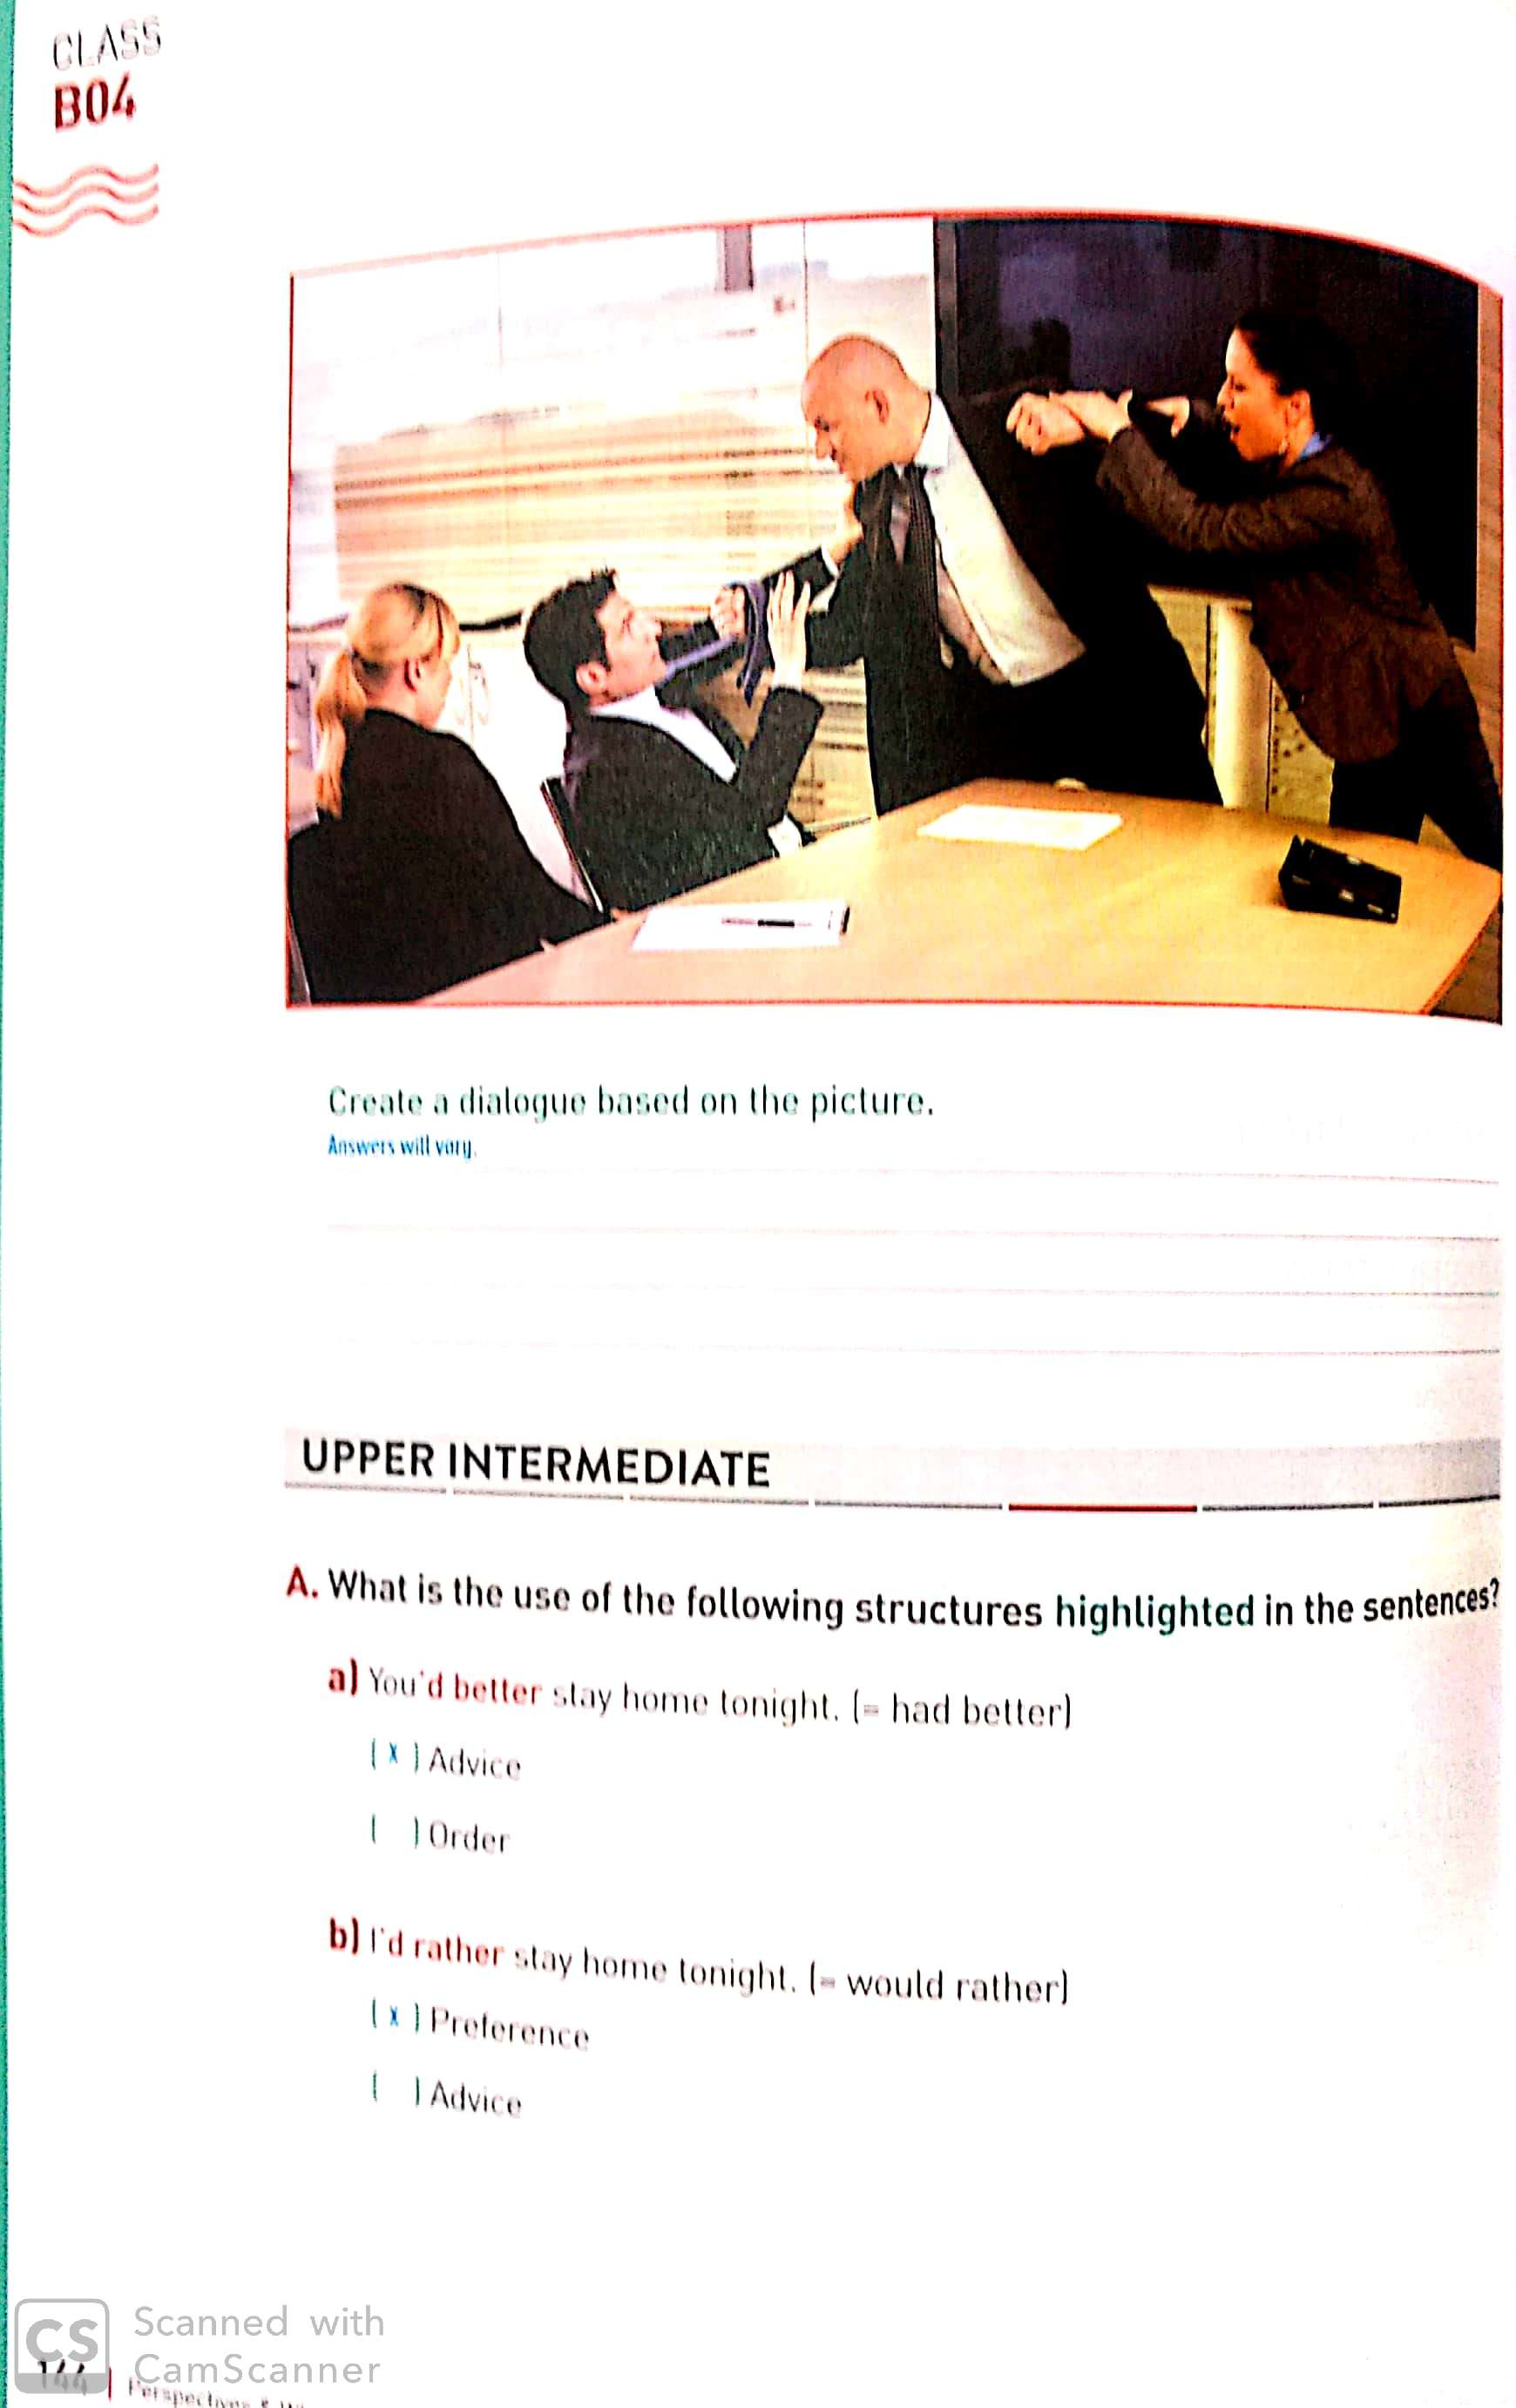 CLASS
B04
Create a dialogue based on the picture.
Answers will vary.
UPPER INTERMEDIATE
A. What is the use of the following structures highlighted in the sentences?
a) You'd better stay home tonight. (= had better)
( x ) Advice
( ) Order
b) I'd rather stay home tonight. (= would rather)
( x ) Preference
( ) Advice
CS
Scanned with
CamScanner
144